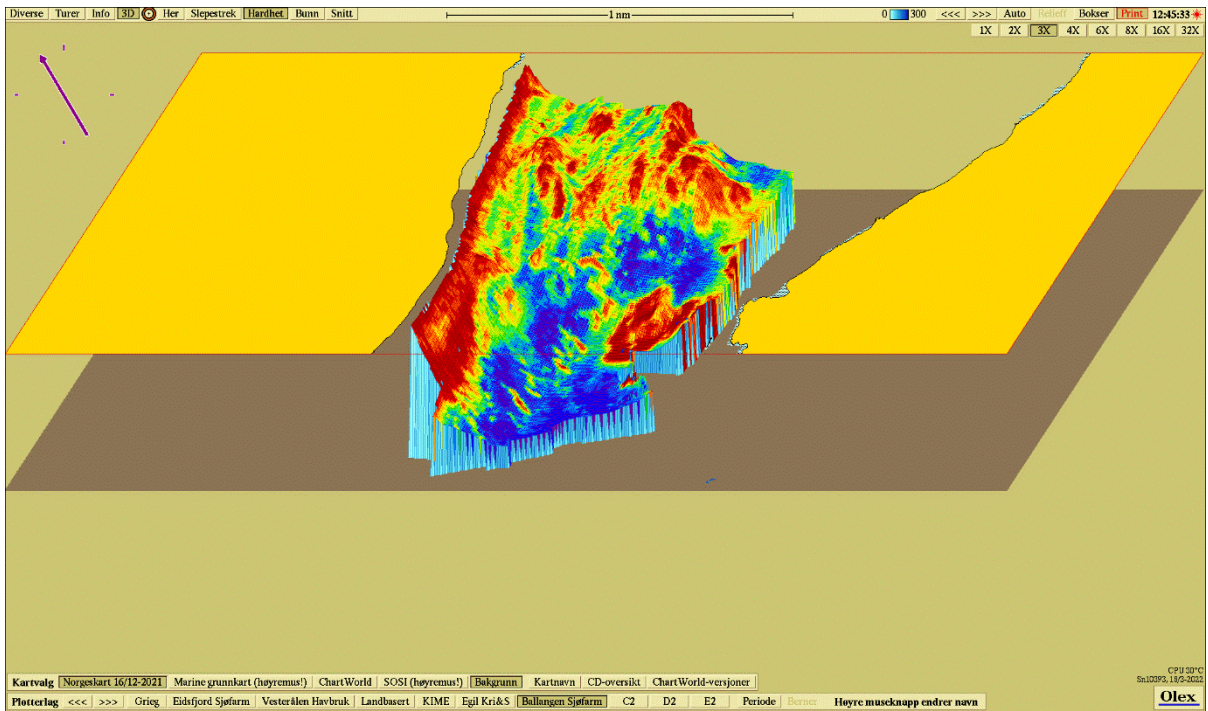 Diverse Turer Info 3D Her Slepestrek Hardhet Bunn Snitt 1 nm 0 300 <<< >>> Auto Relieff Bokser Print 12:45:33
1X 2X 3X 4X 6X 8X 16X 32X
CPU 30°C
Kartvalg Norgeskart 16/12-2021 Marine grunnkart (høyremus!) ChartWorld SOSI (høyremus!) Bakgrunn Kartnavn CD-oversikt ChartWorld-versjoner
Sn10393, 18/3-2022
Plotterlag <<< >>> Grieg Eidsfjord Sjøfarm Vesterålen Havbruk Landbasert KIME Egil Kri&S Ballangen Sjøfarm C2 D2 E2 Periode Berner Høyre museknapp endrer navn Olex